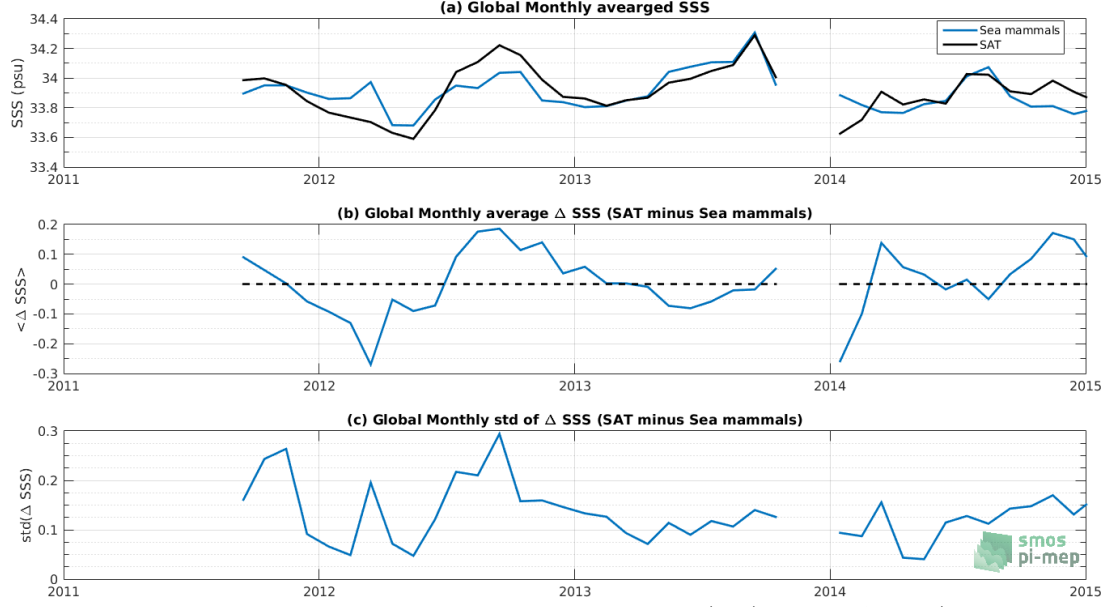 (a) Global Monthly avearged SSS
34.4
34.2
34
33.8
33.6
33.4
SSS (psu)
Sea mammals
SAT
2011 2012 2013 2014 2015
(b) Global Monthly average Δ SSS (SAT minus Sea mammals)
0.2
0.1
0
-0.1
-0.2
-0.3
<Δ SSS>
2011 2012 2013 2014 2015
(c) Global Monthly std of Δ SSS (SAT minus Sea mammals)
0.3
0.2
0.1
0
std(Δ SSS)
smos
pi-mep
2011 2012 2013 2014 2015